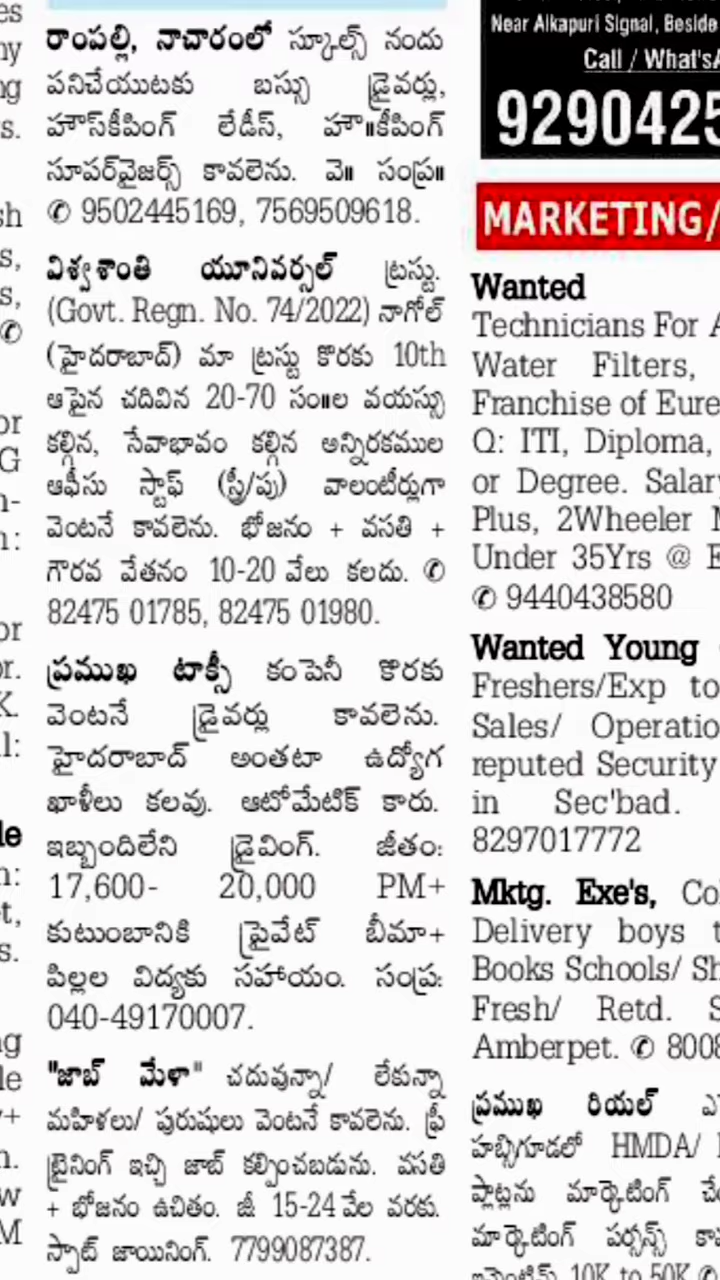 రాంపల్లి, నాచారంలో స్కూల్స్ నందు
పనిచేయుటకు బస్సు డ్రైవర్లు,
హౌస్‌కీపింగ్ లేడీస్, హౌ॥కీపింగ్
సూపర్‌వైజర్స్ కావలెను. వె॥ సంప్ర॥
✆ 9502445169, 7569509618.
విశ్వశాంతి యూనివర్సల్ ట్రస్టు.
(Govt. Regn. No. 74/2022) నాగోల్
(హైదరాబాద్) మా ట్రస్టు కొరకు 10th
ఆపైన చదివిన 20-70 సం॥ల వయస్సు
కల్గిన, సేవాభావం కల్గిన అన్నిరకముల
ఆఫీసు స్టాఫ్ (స్త్రీ/పు) వాలంటీర్లుగా
వెంటనే కావలెను. భోజనం + వసతి +
గౌరవ వేతనం 10-20 వేలు కలదు. ✆
82475 01785, 82475 01980.
ప్రముఖ టాక్సీ కంపెనీ కొరకు
వెంటనే డ్రైవర్లు కావలెను.
హైదరాబాద్ అంతటా ఉద్యోగ
ఖాళీలు కలవు. ఆటోమేటిక్ కారు.
ఇబ్బందిలేని డ్రైవింగ్. జీతం:
17,600- 20,000 PM+
కుటుంబానికి ప్రైవేట్ బీమా+
పిల్లల విద్యకు సహాయం. సంప్ర:
040-49170007.
"జాబ్ మేళా" చదువున్నా/ లేకున్నా
మహిళలు/ పురుషులు వెంటనే కావలెను. ఫ్రీ
ట్రైనింగ్ ఇచ్చి జాబ్ కల్పించబడును. వసతి
+ భోజనం ఉచితం. జీ 15-24 వేల వరకు.
స్పాట్ జాయినింగ్. 7799087387.
Near Alkapuri Signal, Beside
Call / What's
9290425
MARKETING/
Wanted
Technicians For
Water Filters,
Franchise of Eure
Q: ITI, Diploma,
or Degree. Salary
Plus, 2Wheeler
Under 35Yrs @
✆ 9440438580
Wanted Young
Freshers/Exp to
Sales/ Operatio
reputed Security
in Sec'bad.
8297017772
Mktg. Exe's, Co
Delivery boys
Books Schools/ Sh
Fresh/ Retd. S
Amberpet. ✆ 8008
ప్రముఖ రియల్
హబ్సిగూడలో HMDA/
ప్లాట్లను మార్కెటింగ్
మార్కెటింగ్ పర్సన్స్
10K to 50K ✆